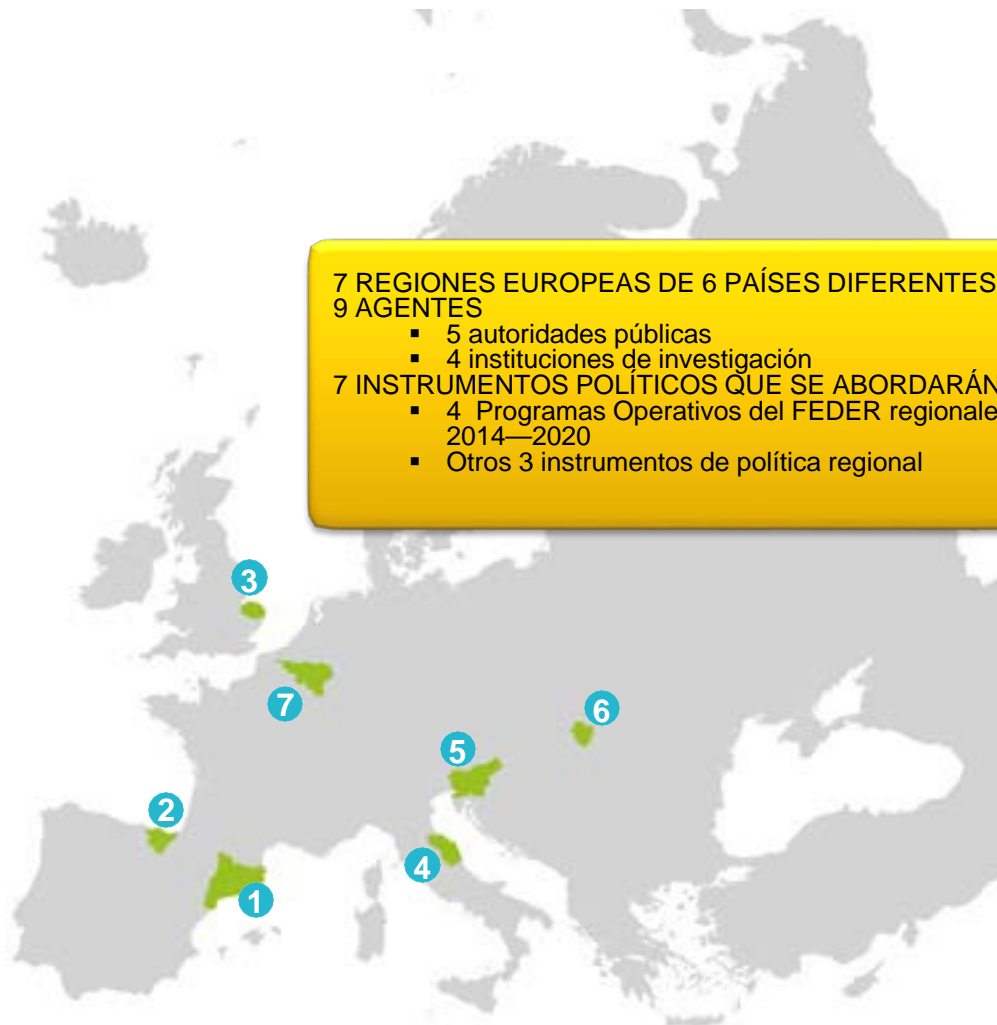 7 REGIONES EUROPEAS DE 6 PAÍSES DIFERENTES
9 AGENTES
▪ 5 autoridades públicas
▪ 4 instituciones de investigación
7 INSTRUMENTOS POLÍTICOS QUE SE ABORDARÁN
▪ 4 Programas Operativos del FEDER regionale
2014—2020
▪ Otros 3 instrumentos de política regional
3
7
6
5
2
4
1